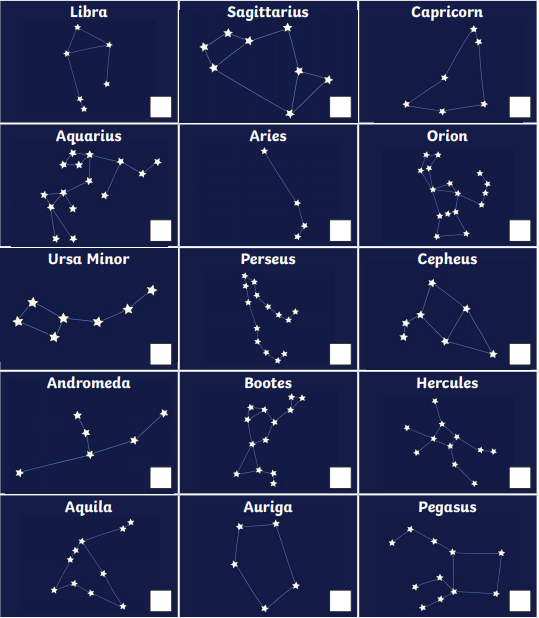 Libra
Sagittarius
Capricorn
Aquarius
Aries
Orion
Ursa Minor
Perseus
Cepheus
Andromeda
Bootes
Hercules
Aquila
Auriga
Pegasus